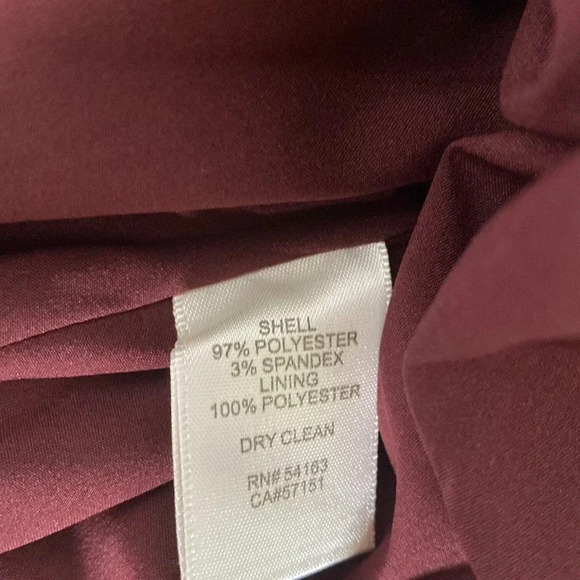 SHELL
97% POLYESTER
3% SPANDEX
LINING
100% POLYESTER
DRY CLEAN
RN# 54163
CA#57151